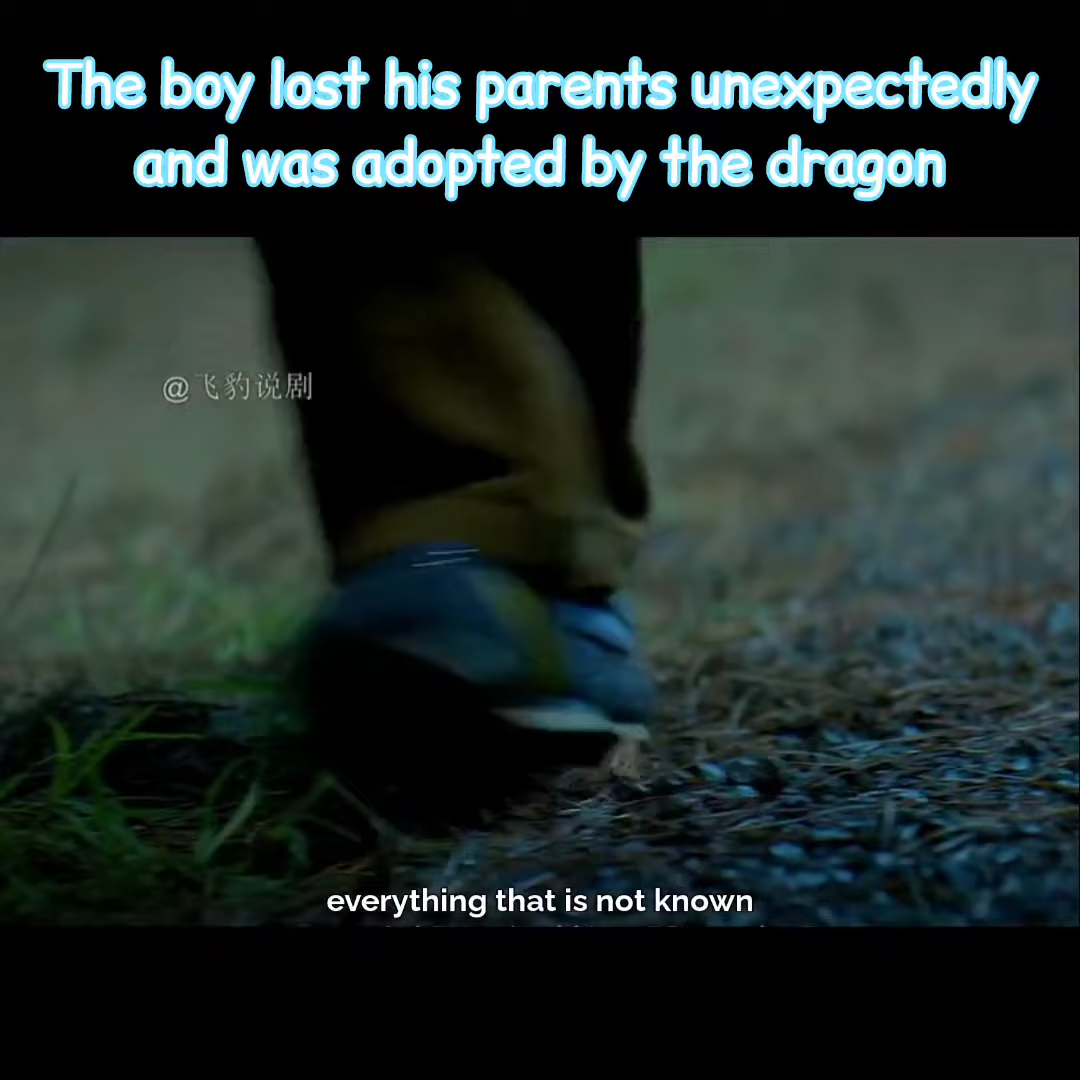 The boy lost his parents unexpectedly
and was adopted by the dragon
@飞豹说剧
everything that is not known